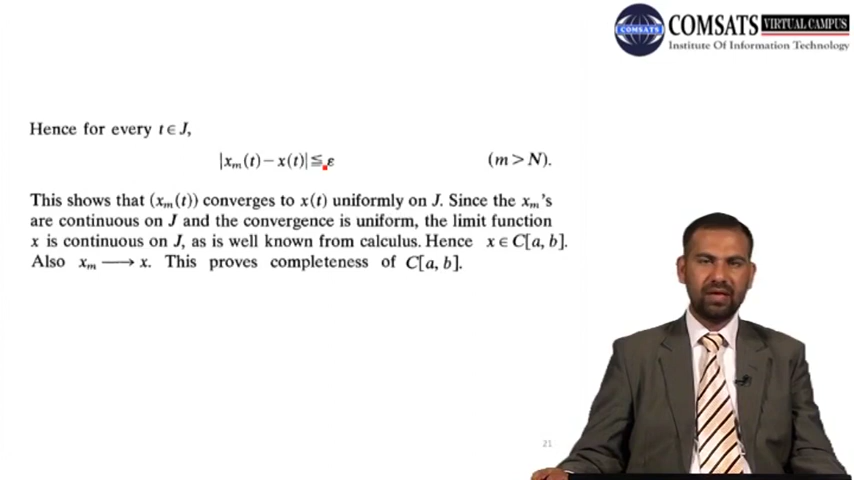 COMSATS VIRTUAL CAMPUS
COMSATS
Institute Of Information Technology
Hence for every t ∈ J,
|xₘ(t) − x(t)| ≦ ε (m > N).
This shows that (xₘ(t)) converges to x(t) uniformly on J. Since the xₘ's
are continuous on J and the convergence is uniform, the limit function
x is continuous on J, as is well known from calculus. Hence x ∈ C[a, b].
Also xₘ ⟶ x. This proves completeness of C[a, b].
21